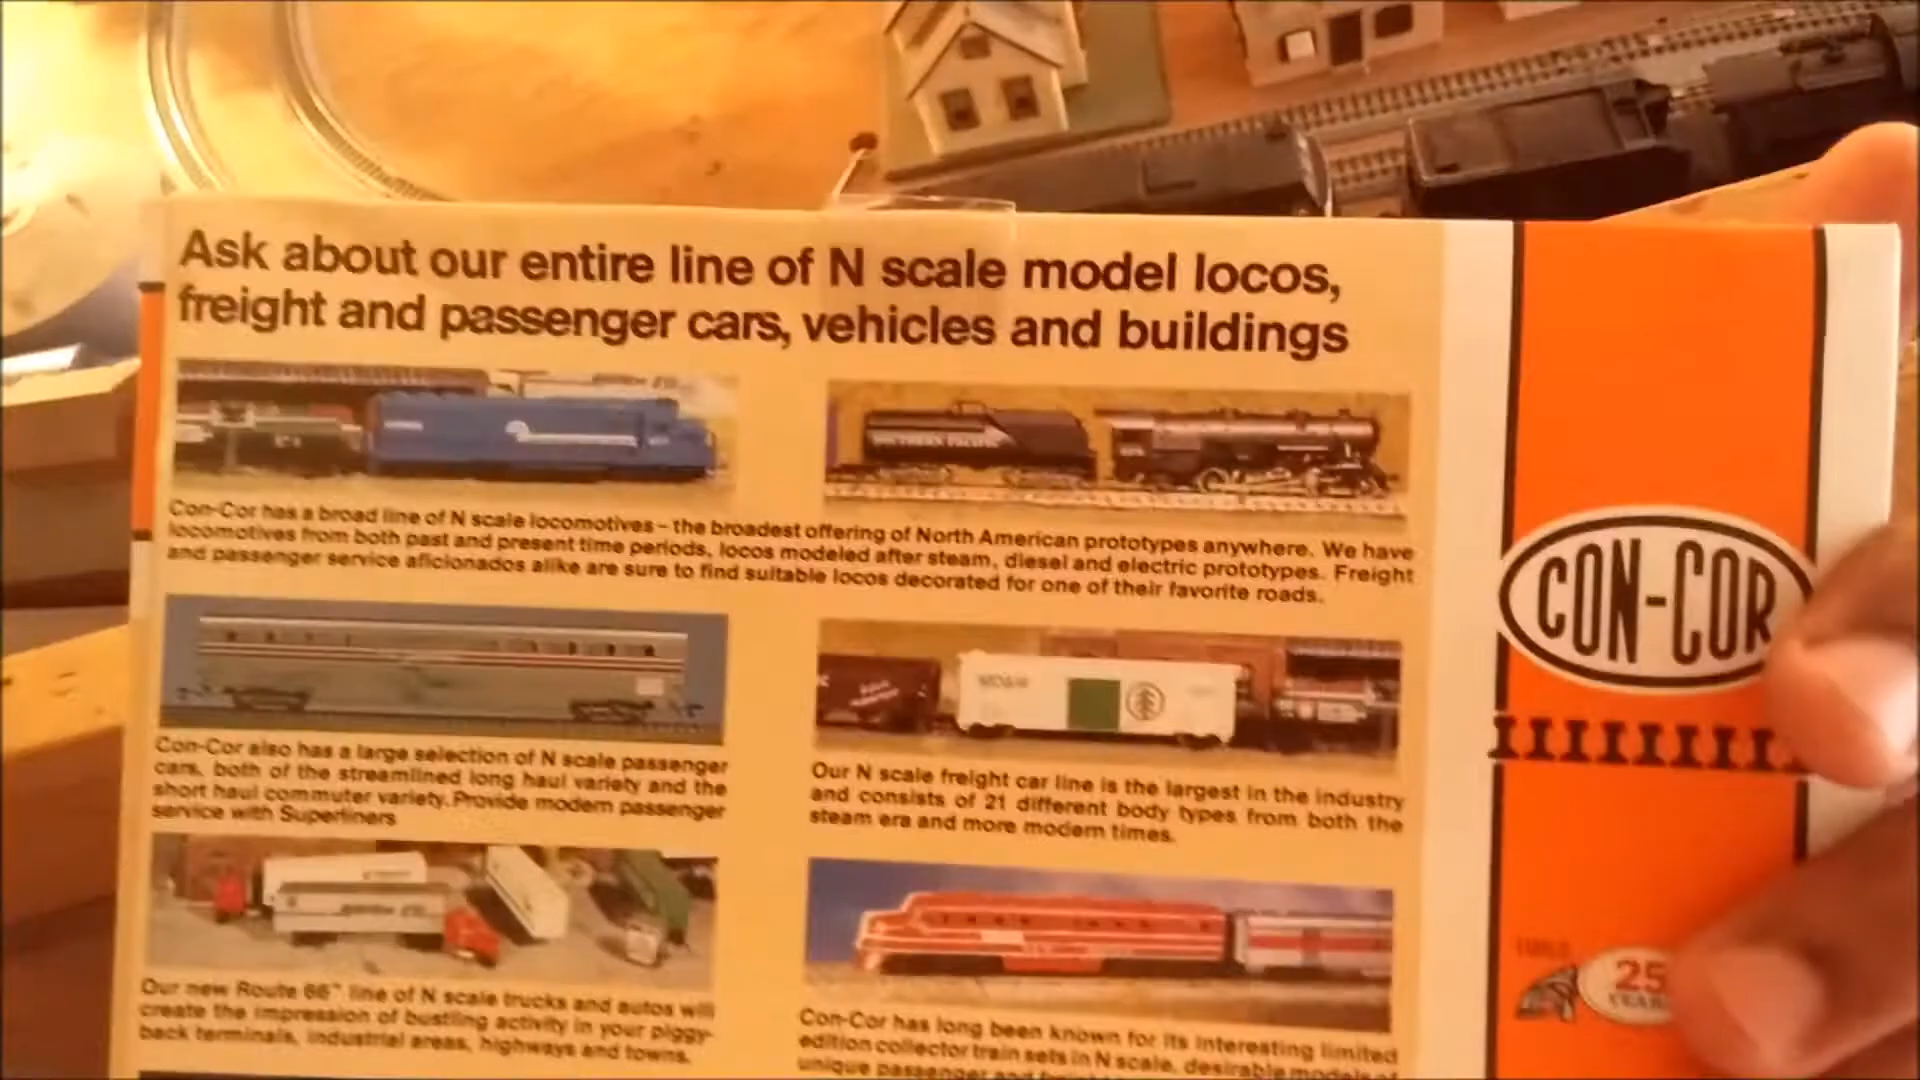 Ask about our entire line of N scale model locos,
freight and passenger cars, vehicles and buildings
SOUTHERN PACIFIC
Con-Cor has a broad line of N scale locomotives - the broadest offering of North American prototypes anywhere. We have
locomotives from both past and present time periods, locos modeled after steam, diesel and electric prototypes. Freight
and passenger service aficionados alike are sure to find suitable locos decorated for one of their favorite roads.
Con-Cor also has a large selection of N scale passenger
cars, both of the streamlined long haul variety and the
short haul commuter variety. Provide modern passenger
service with Superliners
Our N scale freight car line is the largest in the industry
and consists of 21 different body types from both the
steam era and more modern times.
Our new Route 66™ line of N scale trucks and autos will
create the impression of bustling activity in your piggy-
back terminals, industrial areas, highways and towns.
Con-Cor has long been known for its interesting limited
edition collector train sets in N scale, desirable models of
unique passenger and
CON-COR
25